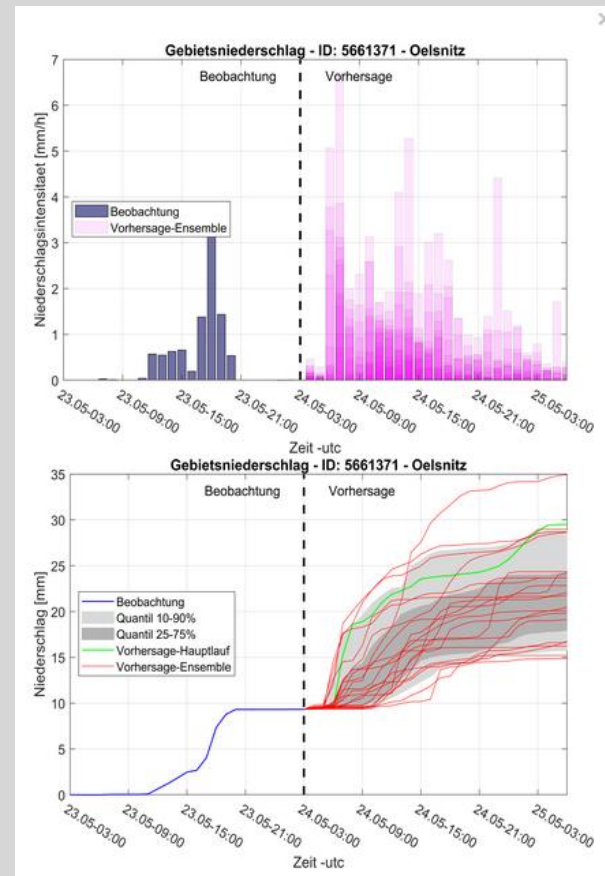 ×
Gebietsniederschlag - ID: 5661371 - Oelsnitz
Beobachtung Vorhersage
7
6
5
4
3
2
1
0
Niederschlagsintensitaet [mm/h]
Beobachtung
Vorhersage-Ensemble
23.05-03:00 23.05-09:00 23.05-15:00 23.05-21:00 24.05-03:00 24.05-09:00 24.05-15:00 24.05-21:00 25.05-03:00
Zeit -utc
Gebietsniederschlag - ID: 5661371 - Oelsnitz
Beobachtung Vorhersage
35
30
25
20
15
10
5
0
Niederschlag [mm]
Beobachtung
Quantil 10-90%
Quantil 25-75%
Vorhersage-Hauptlauf
Vorhersage-Ensemble
23.05-03:00 23.05-09:00 23.05-15:00 23.05-21:00 24.05-03:00 24.05-09:00 24.05-15:00 24.05-21:00 25.05-03:00
Zeit -utc